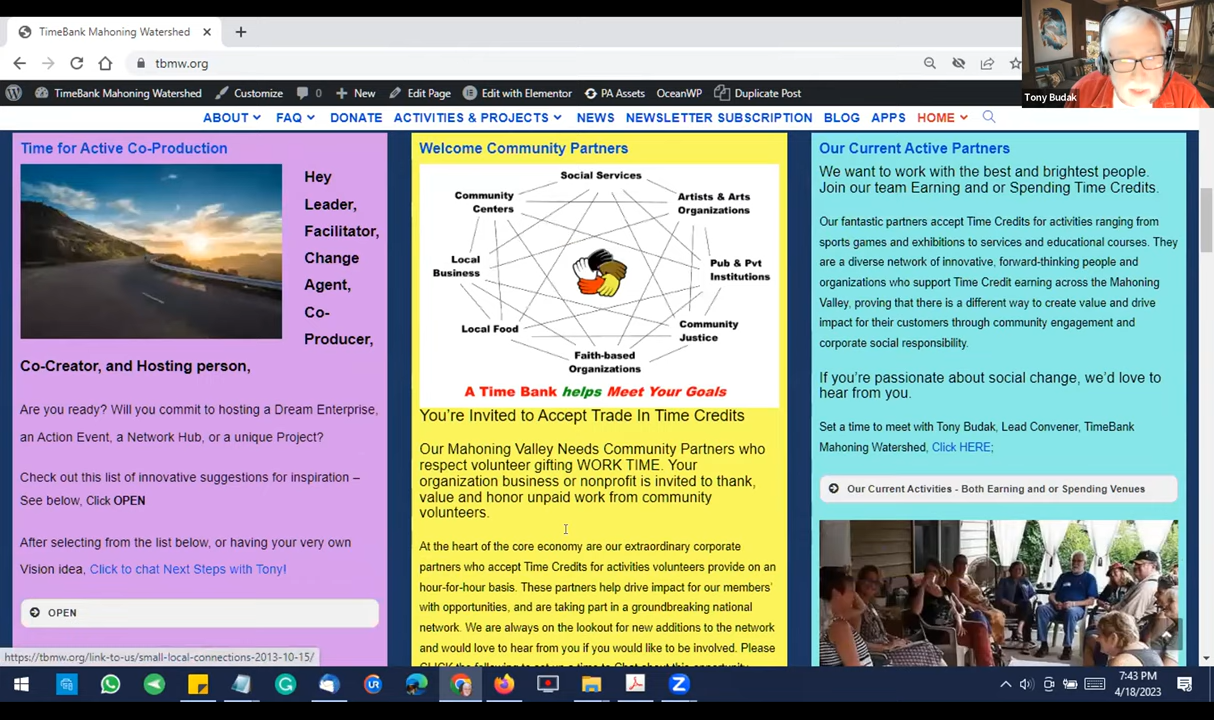 TimeBank Mahoning Watershed
tbmw.org
Tony Budak
TimeBank Mahoning Watershed Customize 0 New Edit Page Edit with Elementor PA Assets OceanWP Duplicate Post
ABOUT FAQ DONATE ACTIVITIES & PROJECTS NEWS NEWSLETTER SUBSCRIPTION BLOG APPS HOME
Time for Active Co-Production
Hey
Leader,
Facilitator,
Change
Agent,
Co-
Producer,
Co-Creator, and Hosting person,
Are you ready? Will you commit to hosting a Dream Enterprise,
an Action Event, a Network Hub, or a unique Project?
Check out this list of innovative suggestions for inspiration –
See below, Click OPEN
After selecting from the list below, or having your very own
Vision idea, Click to chat Next Steps with Tony!
OPEN
Welcome Community Partners
Social Services
Community
Centers
Artists & Arts
Organizations
Local
Business
Pub & Pvt
Institutions
Local Food
Community
Justice
Faith-based
Organizations
A Time Bank helps Meet Your Goals
You're Invited to Accept Trade In Time Credits
Our Mahoning Valley Needs Community Partners who
respect volunteer gifting WORK TIME. Your
organization business or nonprofit is invited to thank,
value and honor unpaid work from community
volunteers.
At the heart of the core economy are our extraordinary corporate
partners who accept Time Credits for activities volunteers provide on an
hour-for-hour basis. These partners help drive impact for our members'
with opportunities, and are taking part in a groundbreaking national
network. We are always on the lookout for new additions to the network
and would love to hear from you if you would like to be involved. Please
CLICK the following to set up a time to Chat about this opportunity
Our Current Active Partners
We want to work with the best and brightest people.
Join our team Earning and or Spending Time Credits.
Our fantastic partners accept Time Credits for activities ranging from
sports games and exhibitions to services and educational courses. They
are a diverse network of innovative, forward-thinking people and
organizations who support Time Credit earning across the Mahoning
Valley, proving that there is a different way to create value and drive
impact for their customers through community engagement and
corporate social responsibility.
If you're passionate about social change, we'd love to
hear from you.
Set a time to meet with Tony Budak, Lead Convener, TimeBank
Mahoning Watershed, Click HERE;
Our Current Activities - Both Earning and or Spending Venues
https://tbmw.org/link-to-us/small-local-connections-2013-10-15/
7:43 PM
4/18/2023